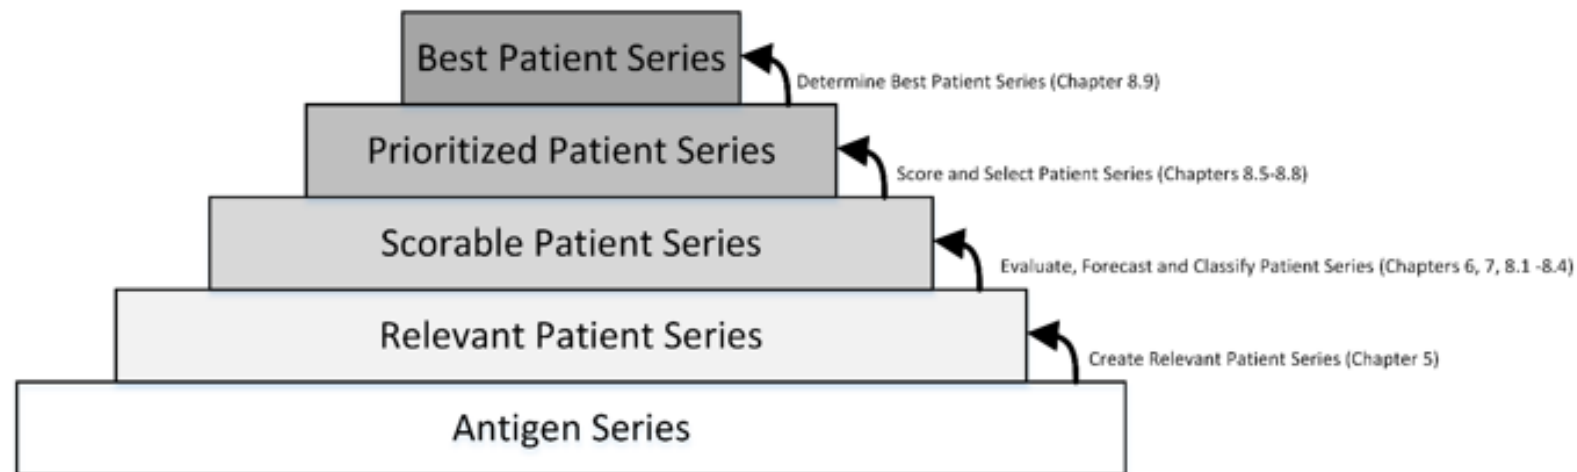 Best Patient Series
Determine Best Patient Series (Chapter 8.9)
Prioritized Patient Series
Score and Select Patient Series (Chapters 8.5-8.8)
Scorable Patient Series
Evaluate, Forecast and Classify Patient Series (Chapters 6, 7, 8.1 -8.4)
Relevant Patient Series
Create Relevant Patient Series (Chapter 5)
Antigen Series